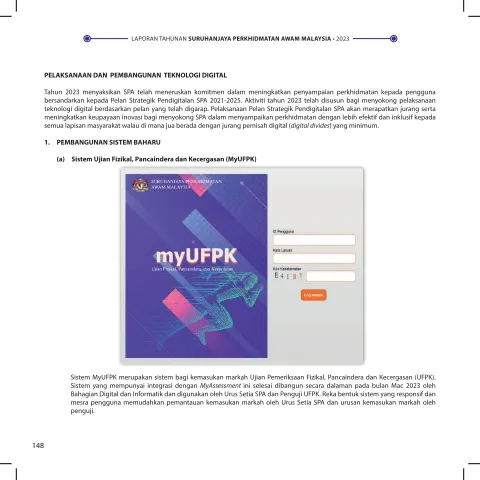 LAPORAN TAHUNAN SURUHANJAYA PERKHIDMATAN AWAM MALAYSIA • 2023
PELAKSANAAN DAN PEMBANGUNAN TEKNOLOGI DIGITAL
Tahun 2023 menyaksikan SPA telah meneruskan komitmen dalam meningkatkan penyampaian perkhidmatan kepada pengguna
bersandarkan kepada Pelan Strategik Pendigitalan SPA 2021-2025. Aktiviti tahun 2023 telah disusun bagi menyokong pelaksanaan
teknologi digital berdasarkan pelan yang telah digarap. Pelaksanaan Pelan Strategik Pendigitalan SPA akan merapatkan jurang serta
meningkatkan keupayaan inovasi bagi menyokong SPA dalam menyampaikan perkhidmatan dengan lebih efektif dan inklusif kepada
semua lapisan masyarakat walau di mana jua berada dengan jurang pemisah digital (digital divides) yang minimum.
1. PEMBANGUNAN SISTEM BAHARU
(a) Sistem Ujian Fizikal, Pancaindera dan Kecergasan (MyUFPK)
SURUHANJAYA PERKHIDMATAN
AWAM MALAYSIA
myUFPK
Ujian Fizikal, Pancaindera, dan Kecergasan
ID Pengguna
Kata Laluan
Kod Keselamatan
Sistem MyUFPK merupakan sistem bagi kemasukan markah Ujian Pemeriksaan Fizikal, Pancaindera dan Kecergasan (UFPK).
Sistem yang mempunyai integrasi dengan MyAssessment ini selesai dibangun secara dalaman pada bulan Mac 2023 oleh
Bahagian Digital dan Informatik dan digunakan oleh Urus Setia SPA dan Penguji UFPK. Reka bentuk sistem yang responsif dan
mesra pengguna memudahkan pemantauan kemasukan markah oleh Urus Setia SPA dan urusan kemasukan markah oleh
penguji.
148